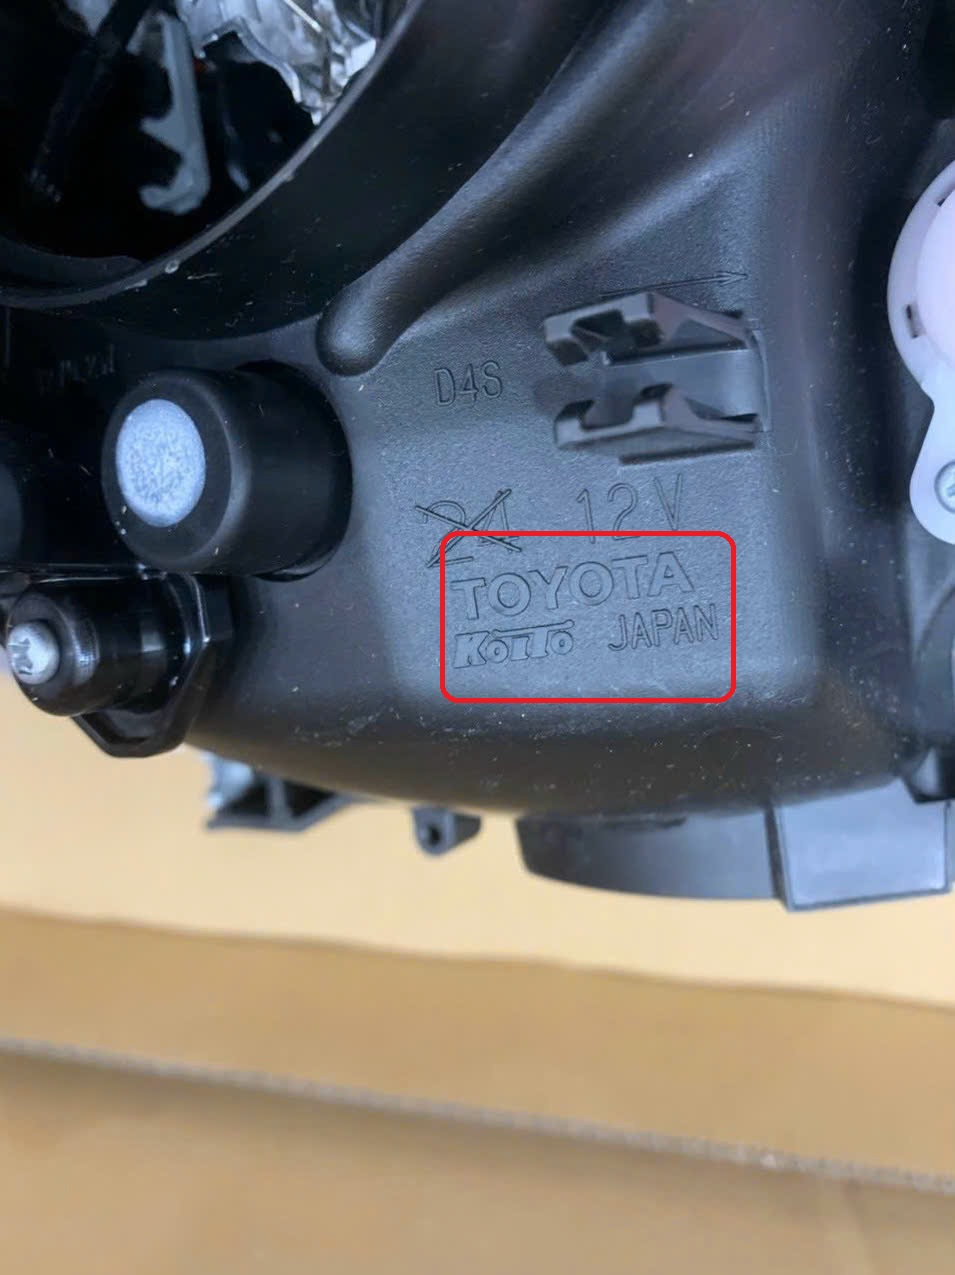 D4S
24 12V
TOYOTA
KOITO JAPAN